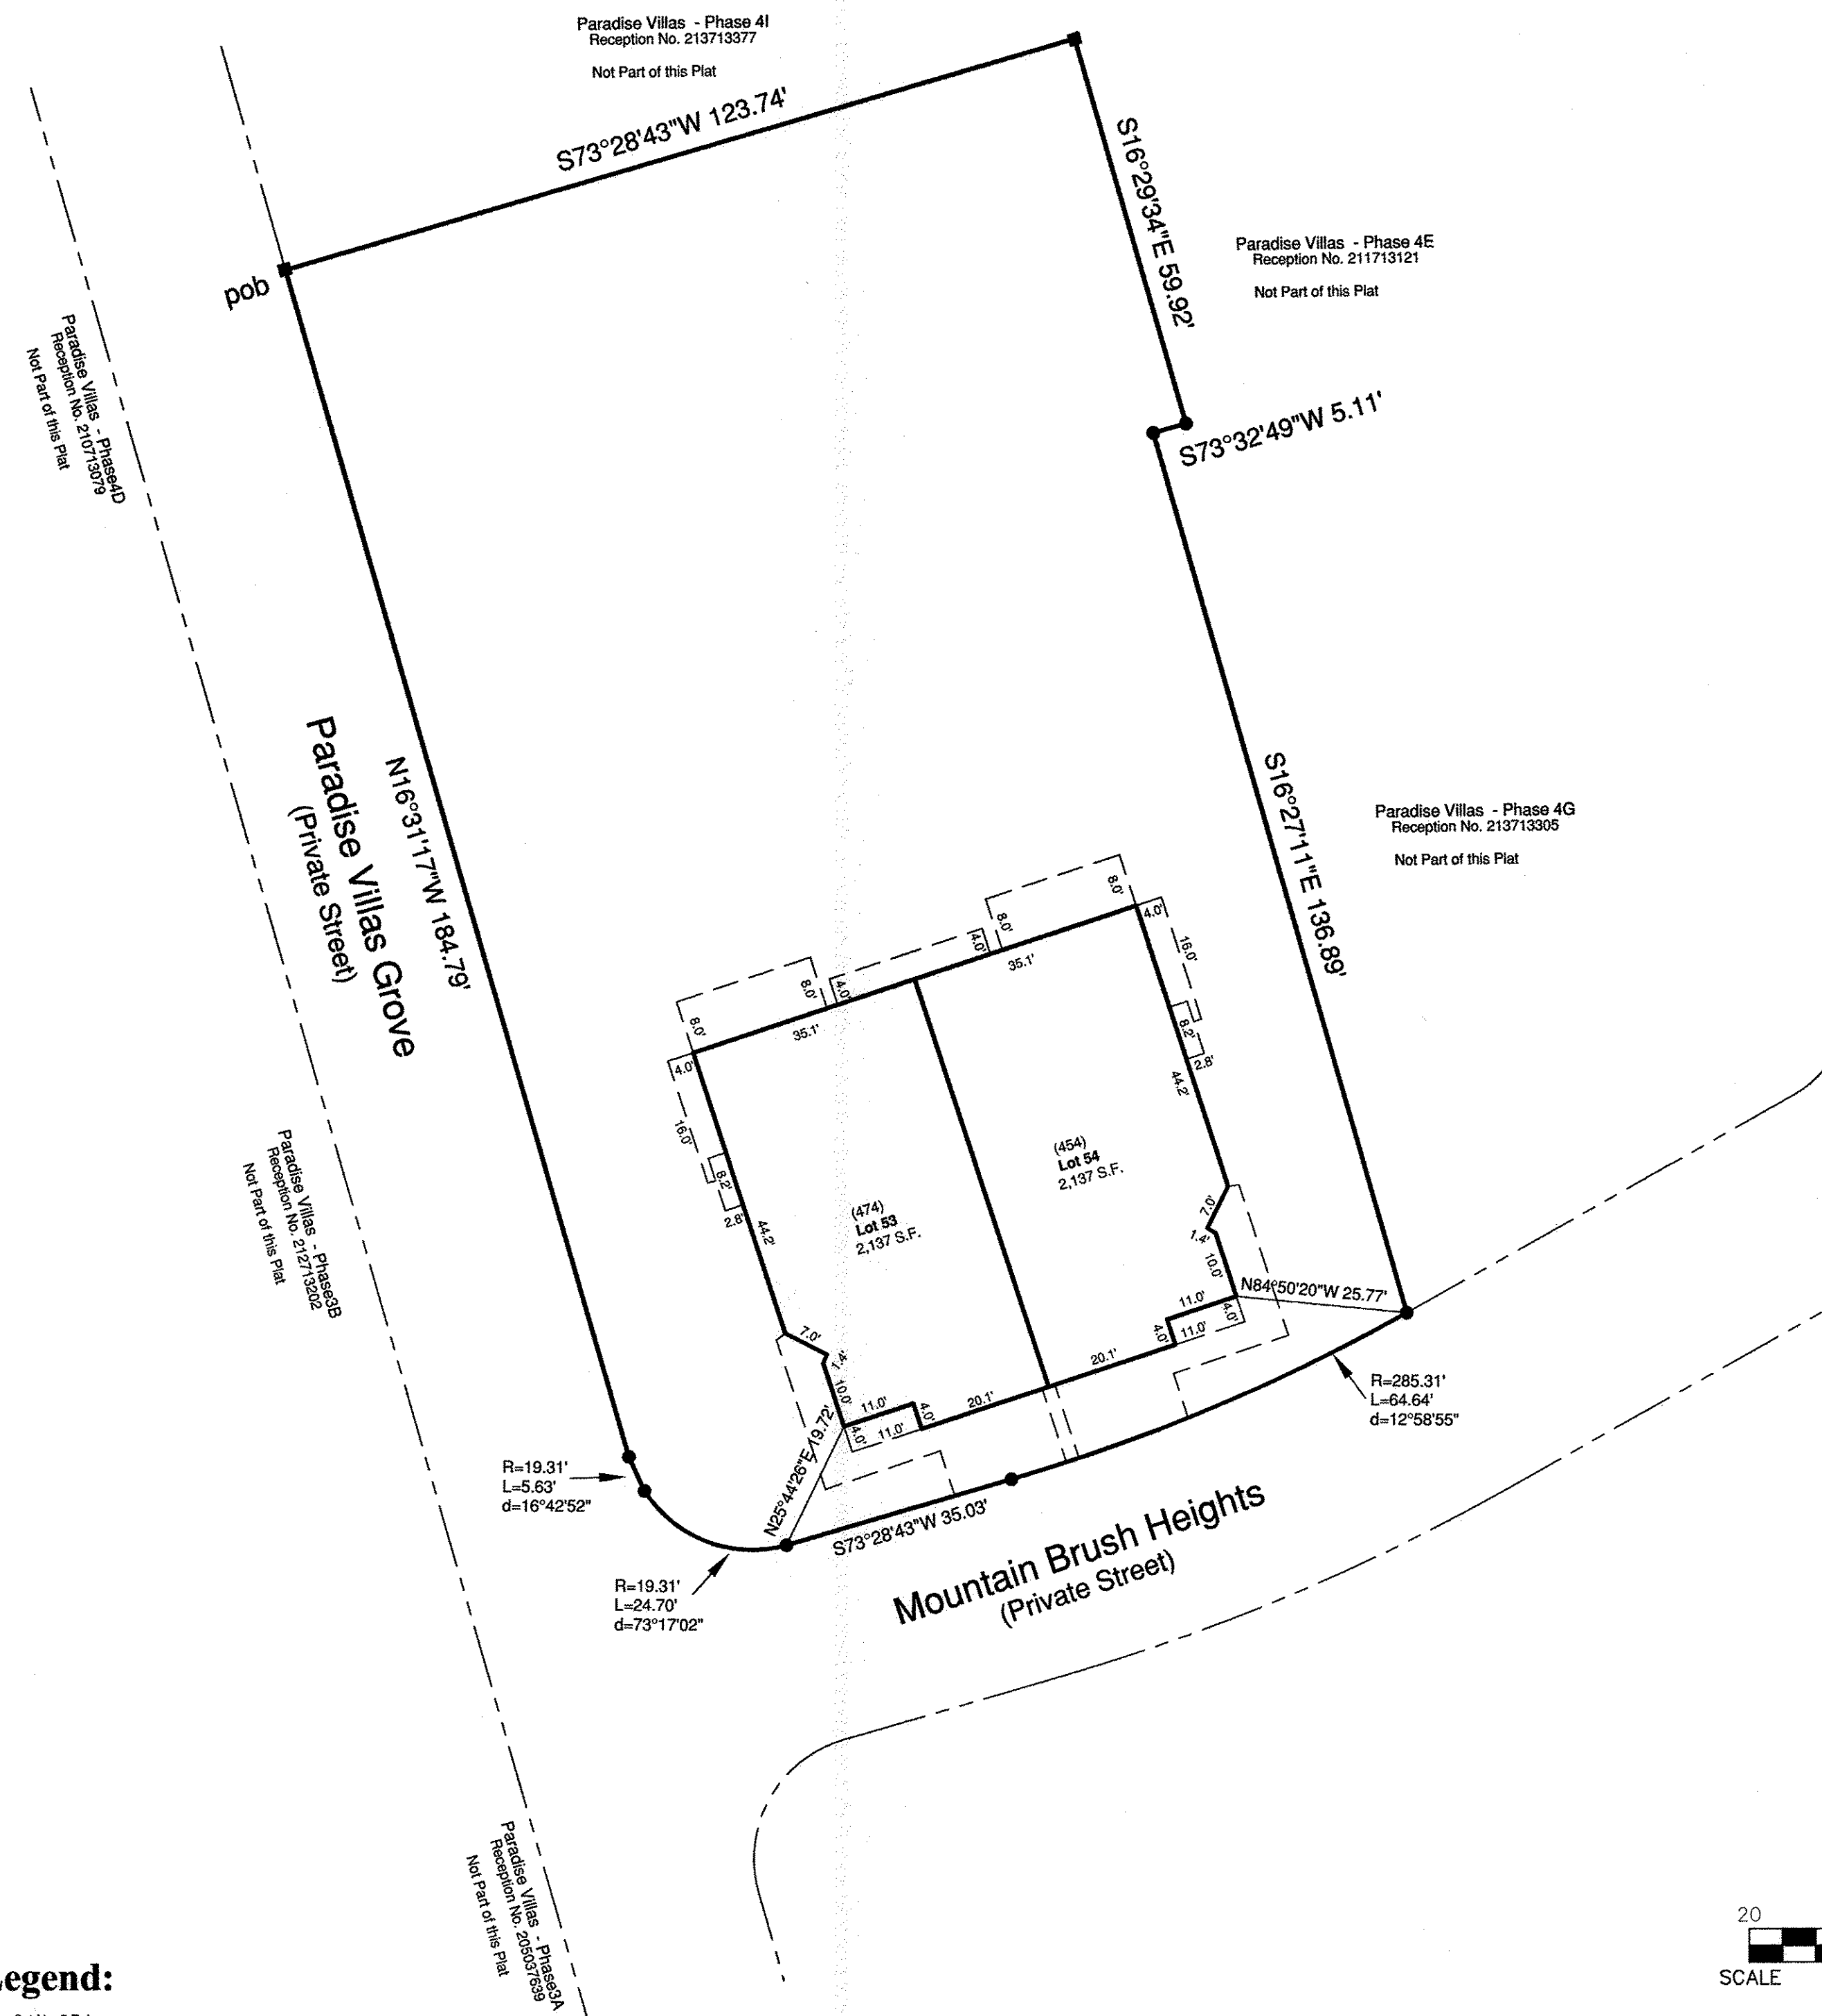 Paradise Villas - Phase 4I
Reception No. 213713377
Not Part of this Plat
S73°28'43"W 123.74'
S16°29'34"E 59.92'
Paradise Villas - Phase 4E
Reception No. 211713121
Not Part of this Plat
pob
S73°32'49"W 5.11'
Paradise Villas - Phase4D
Reception No. 210713079
Not Part of this Plat
Paradise Villas Grove
(Private Street)
N16°31'17"W 184.79'
S16°27'11"E 136.89'
Paradise Villas - Phase 4G
Reception No. 213713305
Not Part of this Plat
8.0'
8.0'
4.0'
4.0'
8.0'
8.0'
4.0'
35.1'
35.1'
4.0'
16.0'
8.2'
2.8'
44.2'
16.0'
8.2'
2.8'
44.2'
(454)
Lot 54
2,137 S.F.
(474)
Lot 53
2,137 S.F.
Paradise Villas - Phase3B
Reception No. 212713202
Not Part of this Plat
7.0'
1.4'
10.0'
N84°50'20"W 25.77'
11.0'
4.0'
4.0'
11.0'
20.1'
7.0'
1.4'
10.0'
11.0'
4.0'
4.0'
11.0'
20.1'
N25°44'26"E 19.72'
R=285.31'
L=64.64'
d=12°58'55"
R=19.31'
L=5.63'
d=16°42'52"
S73°28'43"W 35.03'
Mountain Brush Heights
(Private Street)
R=19.31'
L=24.70'
d=73°17'02"
Paradise Villas - Phase3A
Reception No. 205037639
Not Part of this Plat
20
SCALE
egend: